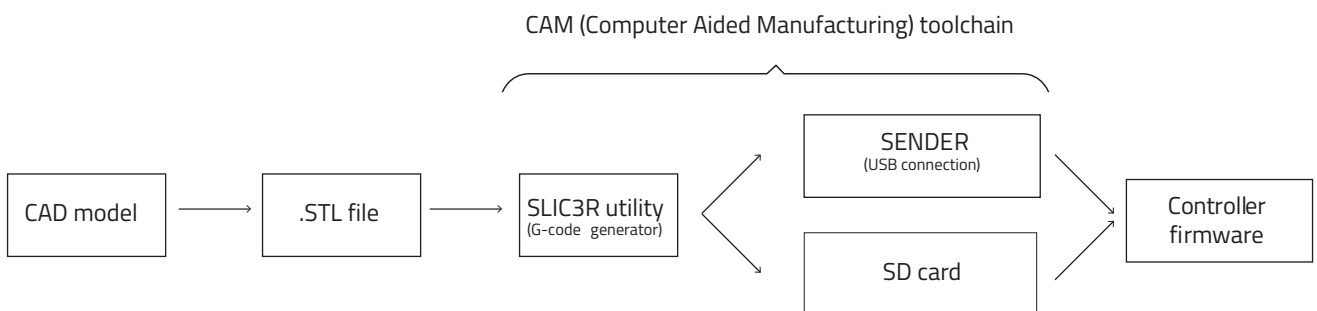 CAM (Computer Aided Manufacturing) toolchain
SENDER
(USB connection)
CAD model
.STL file
SLIC3R utility
(G-code generator)
Controller
firmware
SD card